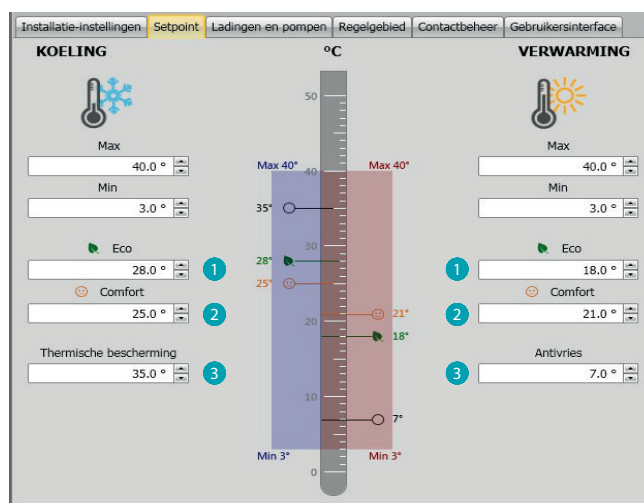 Installatie-instellingen Setpoint Ladingen en pompen Regelgebied Contactbeheer Gebruikersinterface
KOELING °C VERWARMING
50
Max Max
40.0 ° Max 40° Max 40° 40.0 °
40
Min Min
3.0 ° 35° 3.0 °
30
Eco Eco
28.0 ° 1 28° 1 18.0 °
Comfort 25° Comfort
25.0 ° 2 21° 2 21.0 °
20
18°
Thermische bescherming Antivries
35.0 ° 3 3 7.0 °
10
7°
Min 3° Min 3°
0